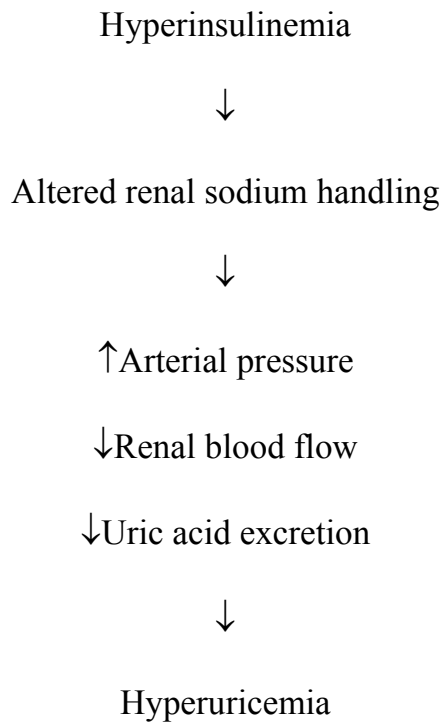 Hyperinsulinemia
↓
Altered renal sodium handling
↓
↑Arterial pressure
↓Renal blood flow
↓Uric acid excretion
↓
Hyperuricemia